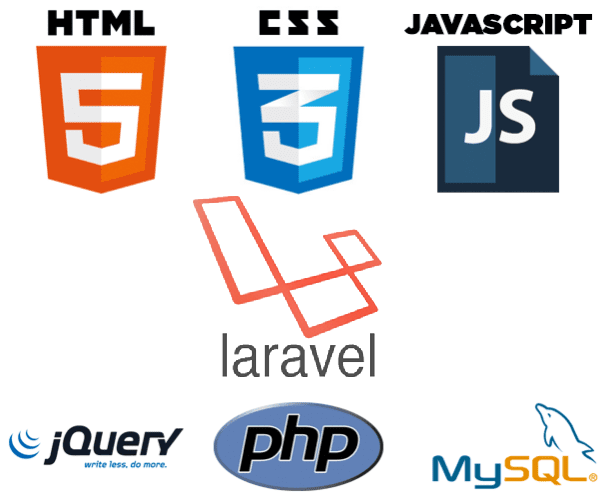 HTML
CSS
JAVASCRIPT
5
3
JS
laravel
jQuery
write less, do more.
php
MySQL®